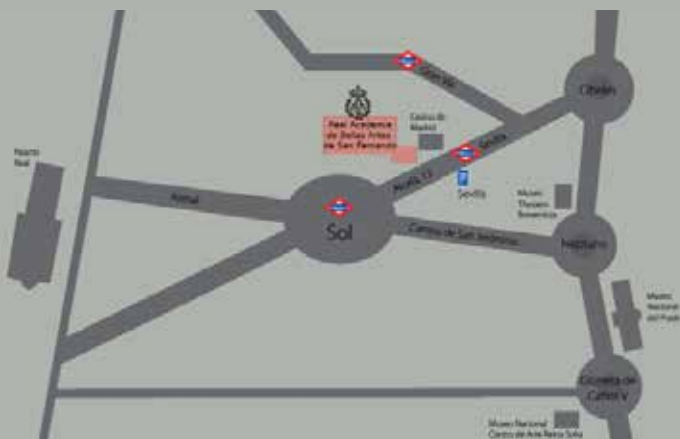 Gran Vía
Cibeles
Real Academia
de Bellas Artes
de San Fernando
Casino de
Madrid
Sevilla
Alcalá, 13
Sevilla
Palacio
Real
Arenal
Sol
Carrera de San Jerónimo
Museo
Thyssen
Bornemisza
Neptuno
Museo
Nacional
del Prado
Glorieta de
Carlos V
Museo Nacional
Centro de Arte Reina Sofía